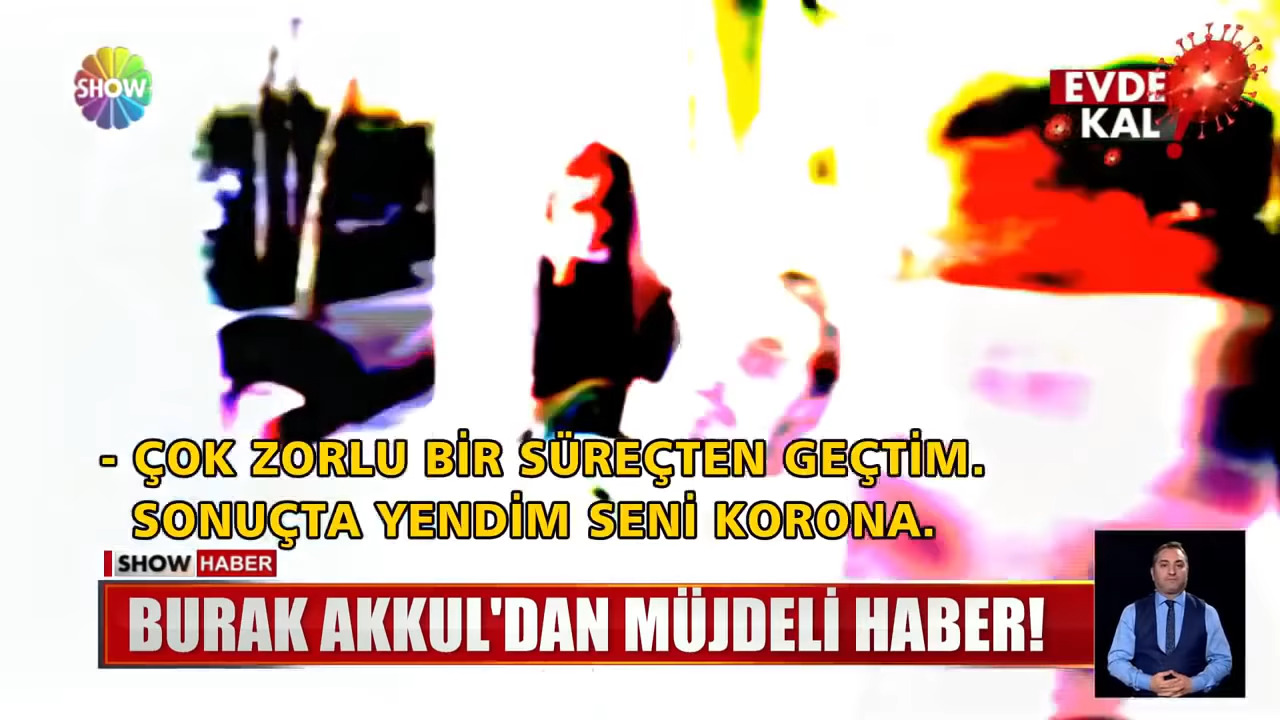 SHOW
EVDE
KAL!
- ÇOK ZORLU BİR SÜREÇTEN GEÇTİM.
SONUÇTA YENDİM SENİ KORONA.
SHOW HABER
BURAK AKKUL'DAN MÜJDELİ HABER!